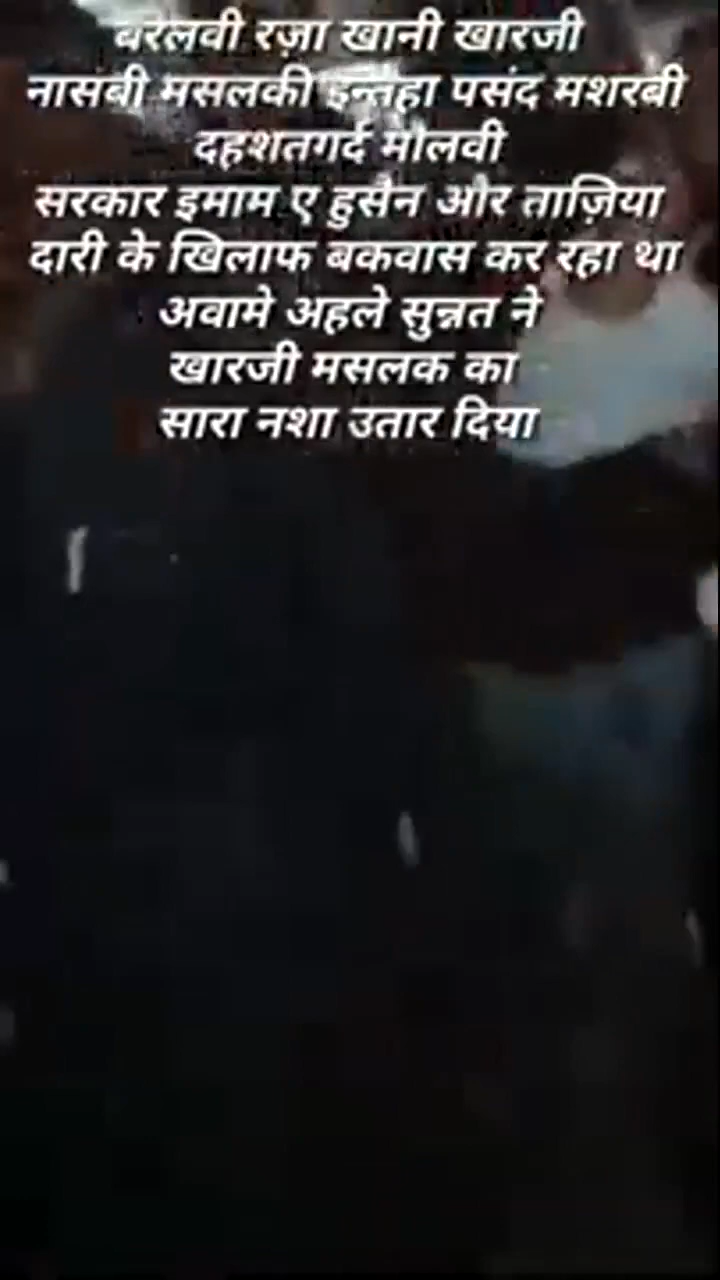 बरेलवी रज़ा खानी खारजी
नासबी मसलकी इन्तहा पसंद मशरबी
दहशतगर्द मोलवी
सरकार इमाम ए हुसैन और ताज़िया
दारी के खिलाफ बकवास कर रहा था
अवामे अहले सुन्नत ने
खारजी मसलक का
सारा नशा उतार दिया